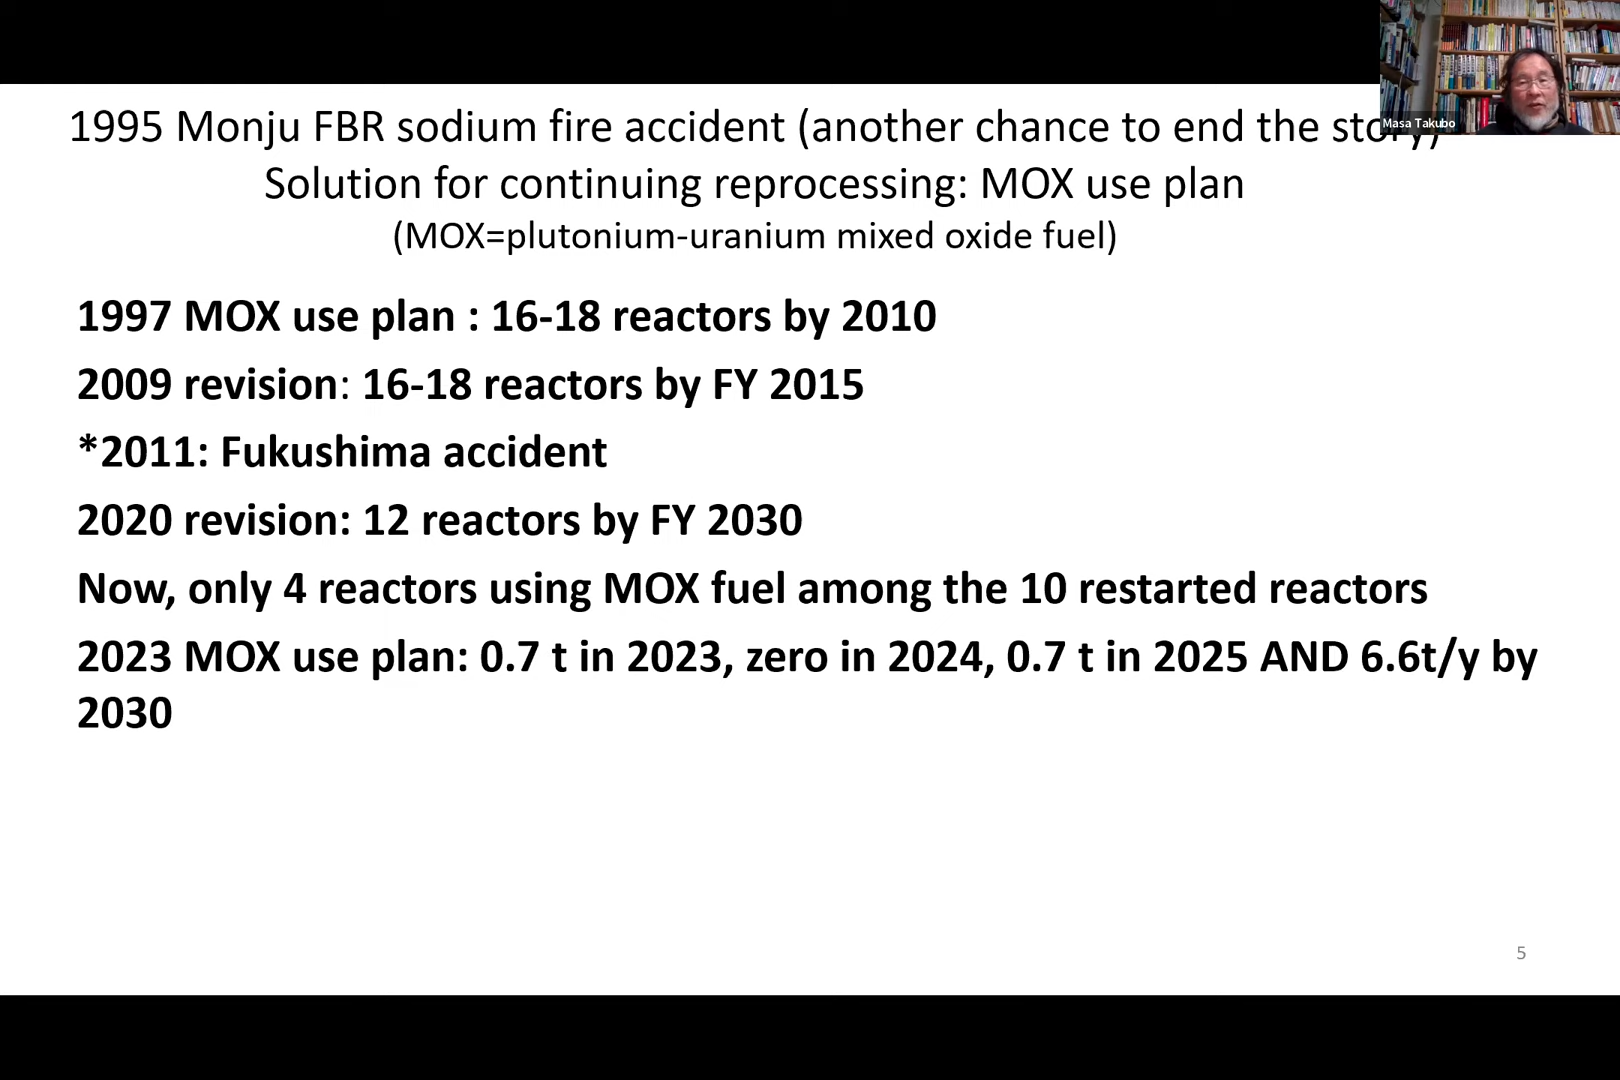 1995 Monju FBR sodium fire accident (another chance to end the story)
Masa Takubo
Solution for continuing reprocessing: MOX use plan
(MOX=plutonium-uranium mixed oxide fuel)
1997 MOX use plan : 16-18 reactors by 2010
2009 revision: 16-18 reactors by FY 2015
*2011: Fukushima accident
2020 revision: 12 reactors by FY 2030
Now, only 4 reactors using MOX fuel among the 10 restarted reactors
2023 MOX use plan: 0.7 t in 2023, zero in 2024, 0.7 t in 2025 AND 6.6t/y by
2030
5